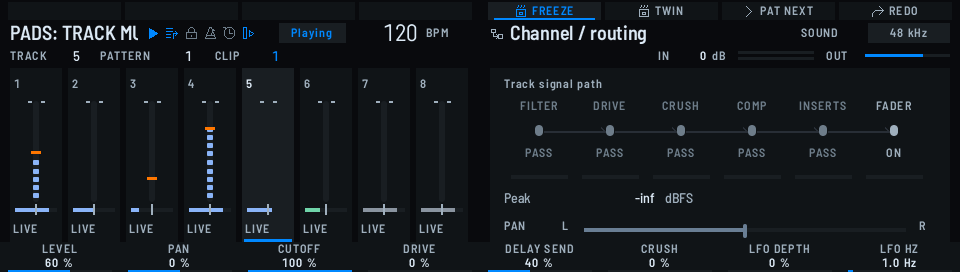 FREEZE TWIN PAT NEXT REDO
PADS: TRACK MU Playing 120 BPM Channel / routing SOUND 48 kHz
TRACK 5 PATTERN 1 CLIP 1 IN 0 dB OUT
1 2 3 4 5 6 7 8
Track signal path
FILTER DRIVE CRUSH COMP INSERTS FADER
PASS PASS PASS PASS PASS ON
Peak -inf dBFS
PAN L R
LIVE LIVE LIVE LIVE LIVE LIVE LIVE LIVE
LEVEL PAN CUTOFF DRIVE DELAY SEND CRUSH LFO DEPTH LFO HZ
60 % 0 % 100 % 0 % 40 % 0 % 0 % 1.0 Hz